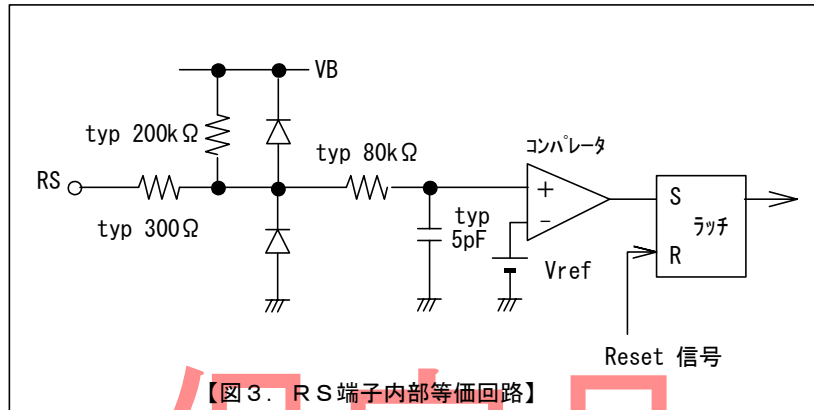 VB
typ 200kΩ
typ 80kΩ
コンパレータ
RS
typ 300Ω
typ
5pF
+
-
Vref
S
ラッチ
R
Reset 信号
【図3. RS端子内部等価回路】